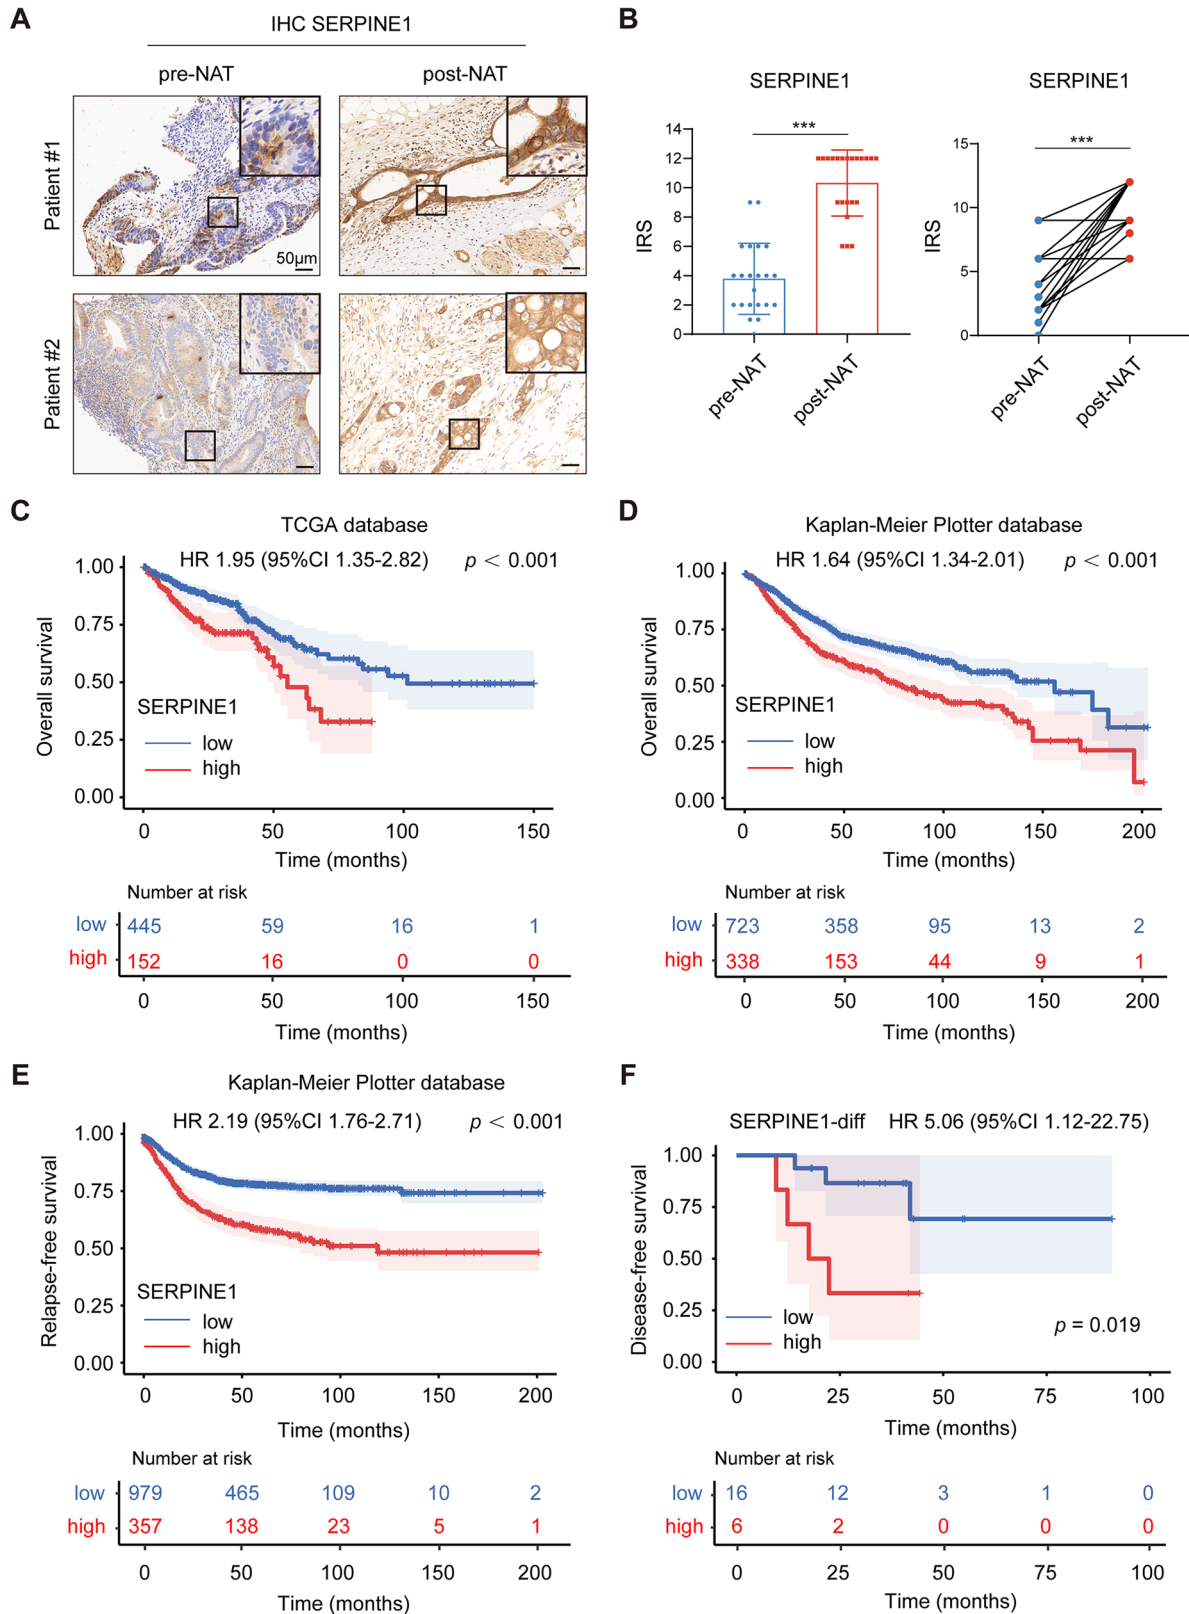 A
IHC SERPINE1
pre-NAT
post-NAT
Patient #1
50μm
Patient #2
B
SERPINE1
***
IRS
14
12
10
8
6
4
2
0
pre-NAT
post-NAT
SERPINE1
***
IRS
15
10
5
0
pre-NAT
post-NAT
C
TCGA database
HR 1.95 (95%CI 1.35-2.82) p < 0.001
Overall survival
1.00
0.75
0.50
0.25
0.00
SERPINE1
low
high
0 50 100 150
Time (months)
Number at risk
low 445 59 16 1
high 152 16 0 0
0 50 100 150
Time (months)
D
Kaplan-Meier Plotter database
HR 1.64 (95%CI 1.34-2.01) p < 0.001
Overall survival
1.00
0.75
0.50
0.25
0.00
SERPINE1
low
high
0 50 100 150 200
Time (months)
Number at risk
low 723 358 95 13 2
high 338 153 44 9 1
0 50 100 150 200
Time (months)
E
Kaplan-Meier Plotter database
HR 2.19 (95%CI 1.76-2.71) p < 0.001
Relapse-free survival
1.00
0.75
0.50
0.25
0.00
SERPINE1
low
high
0 50 100 150 200
Time (months)
Number at risk
low 979 465 109 10 2
high 357 138 23 5 1
0 50 100 150 200
Time (months)
F
SERPINE1-diff HR 5.06 (95%CI 1.12-22.75)
Disease-free survival
1.00
0.75
0.50
0.25
0.00
low
high
p = 0.019
0 25 50 75 100
Time (months)
Number at risk
low 16 12 3 1 0
high 6 2 0 0 0
0 25 50 75 100
Time (months)